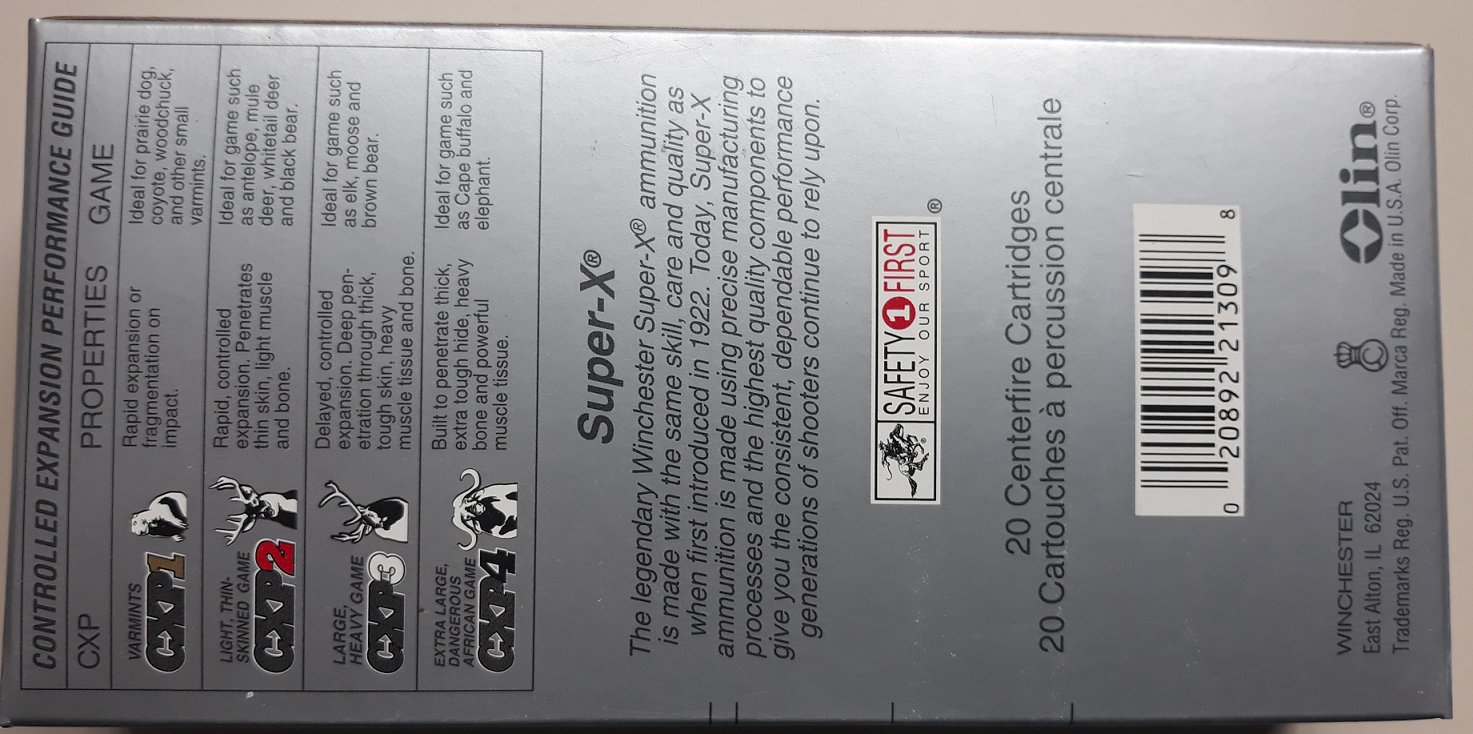 CONTROLLED EXPANSION PERFORMANCE GUIDE
CXP PROPERTIES GAME
VARMINTS
CXP1
Rapid expansion or
fragmentation on
impact.
Ideal for prairie dog,
coyote, woodchuck,
and other small
varmints.
LIGHT, THIN-
SKINNED GAME
CXP2
Rapid, controlled
expansion. Penetrates
thin skin, light muscle
and bone.
Ideal for game such
as antelope, mule
deer, whitetail deer
and black bear.
LARGE,
HEAVY GAME
CXP3
Delayed, controlled
expansion. Deep pen-
etration through thick,
tough skin, heavy
muscle tissue and bone.
Ideal for game such
as elk, moose and
brown bear.
EXTRA LARGE,
DANGEROUS
AFRICAN GAME
CXP4
Built to penetrate thick,
extra tough hide, heavy
bone and powerful
muscle tissue.
Ideal for game such
as Cape buffalo and
elephant.
Super-X®
The legendary Winchester Super-X® ammunition
is made with the same skill, care and quality as
when first introduced in 1922. Today, Super-X
ammunition is made using precise manufacturing
processes and the highest quality components to
give you the consistent, dependable performance
generations of shooters continue to rely upon.
SAFETY 1 FIRST ®
ENJOY OUR SPORT
20 Centerfire Cartridges
20 Cartouches à percussion centrale
0 20892 21309 8
WINCHESTER
East Alton, IL 62024
Olin®
Trademarks Reg. U.S. Pat. Off. Marca Reg. Made in U.S.A. Olin Corp.